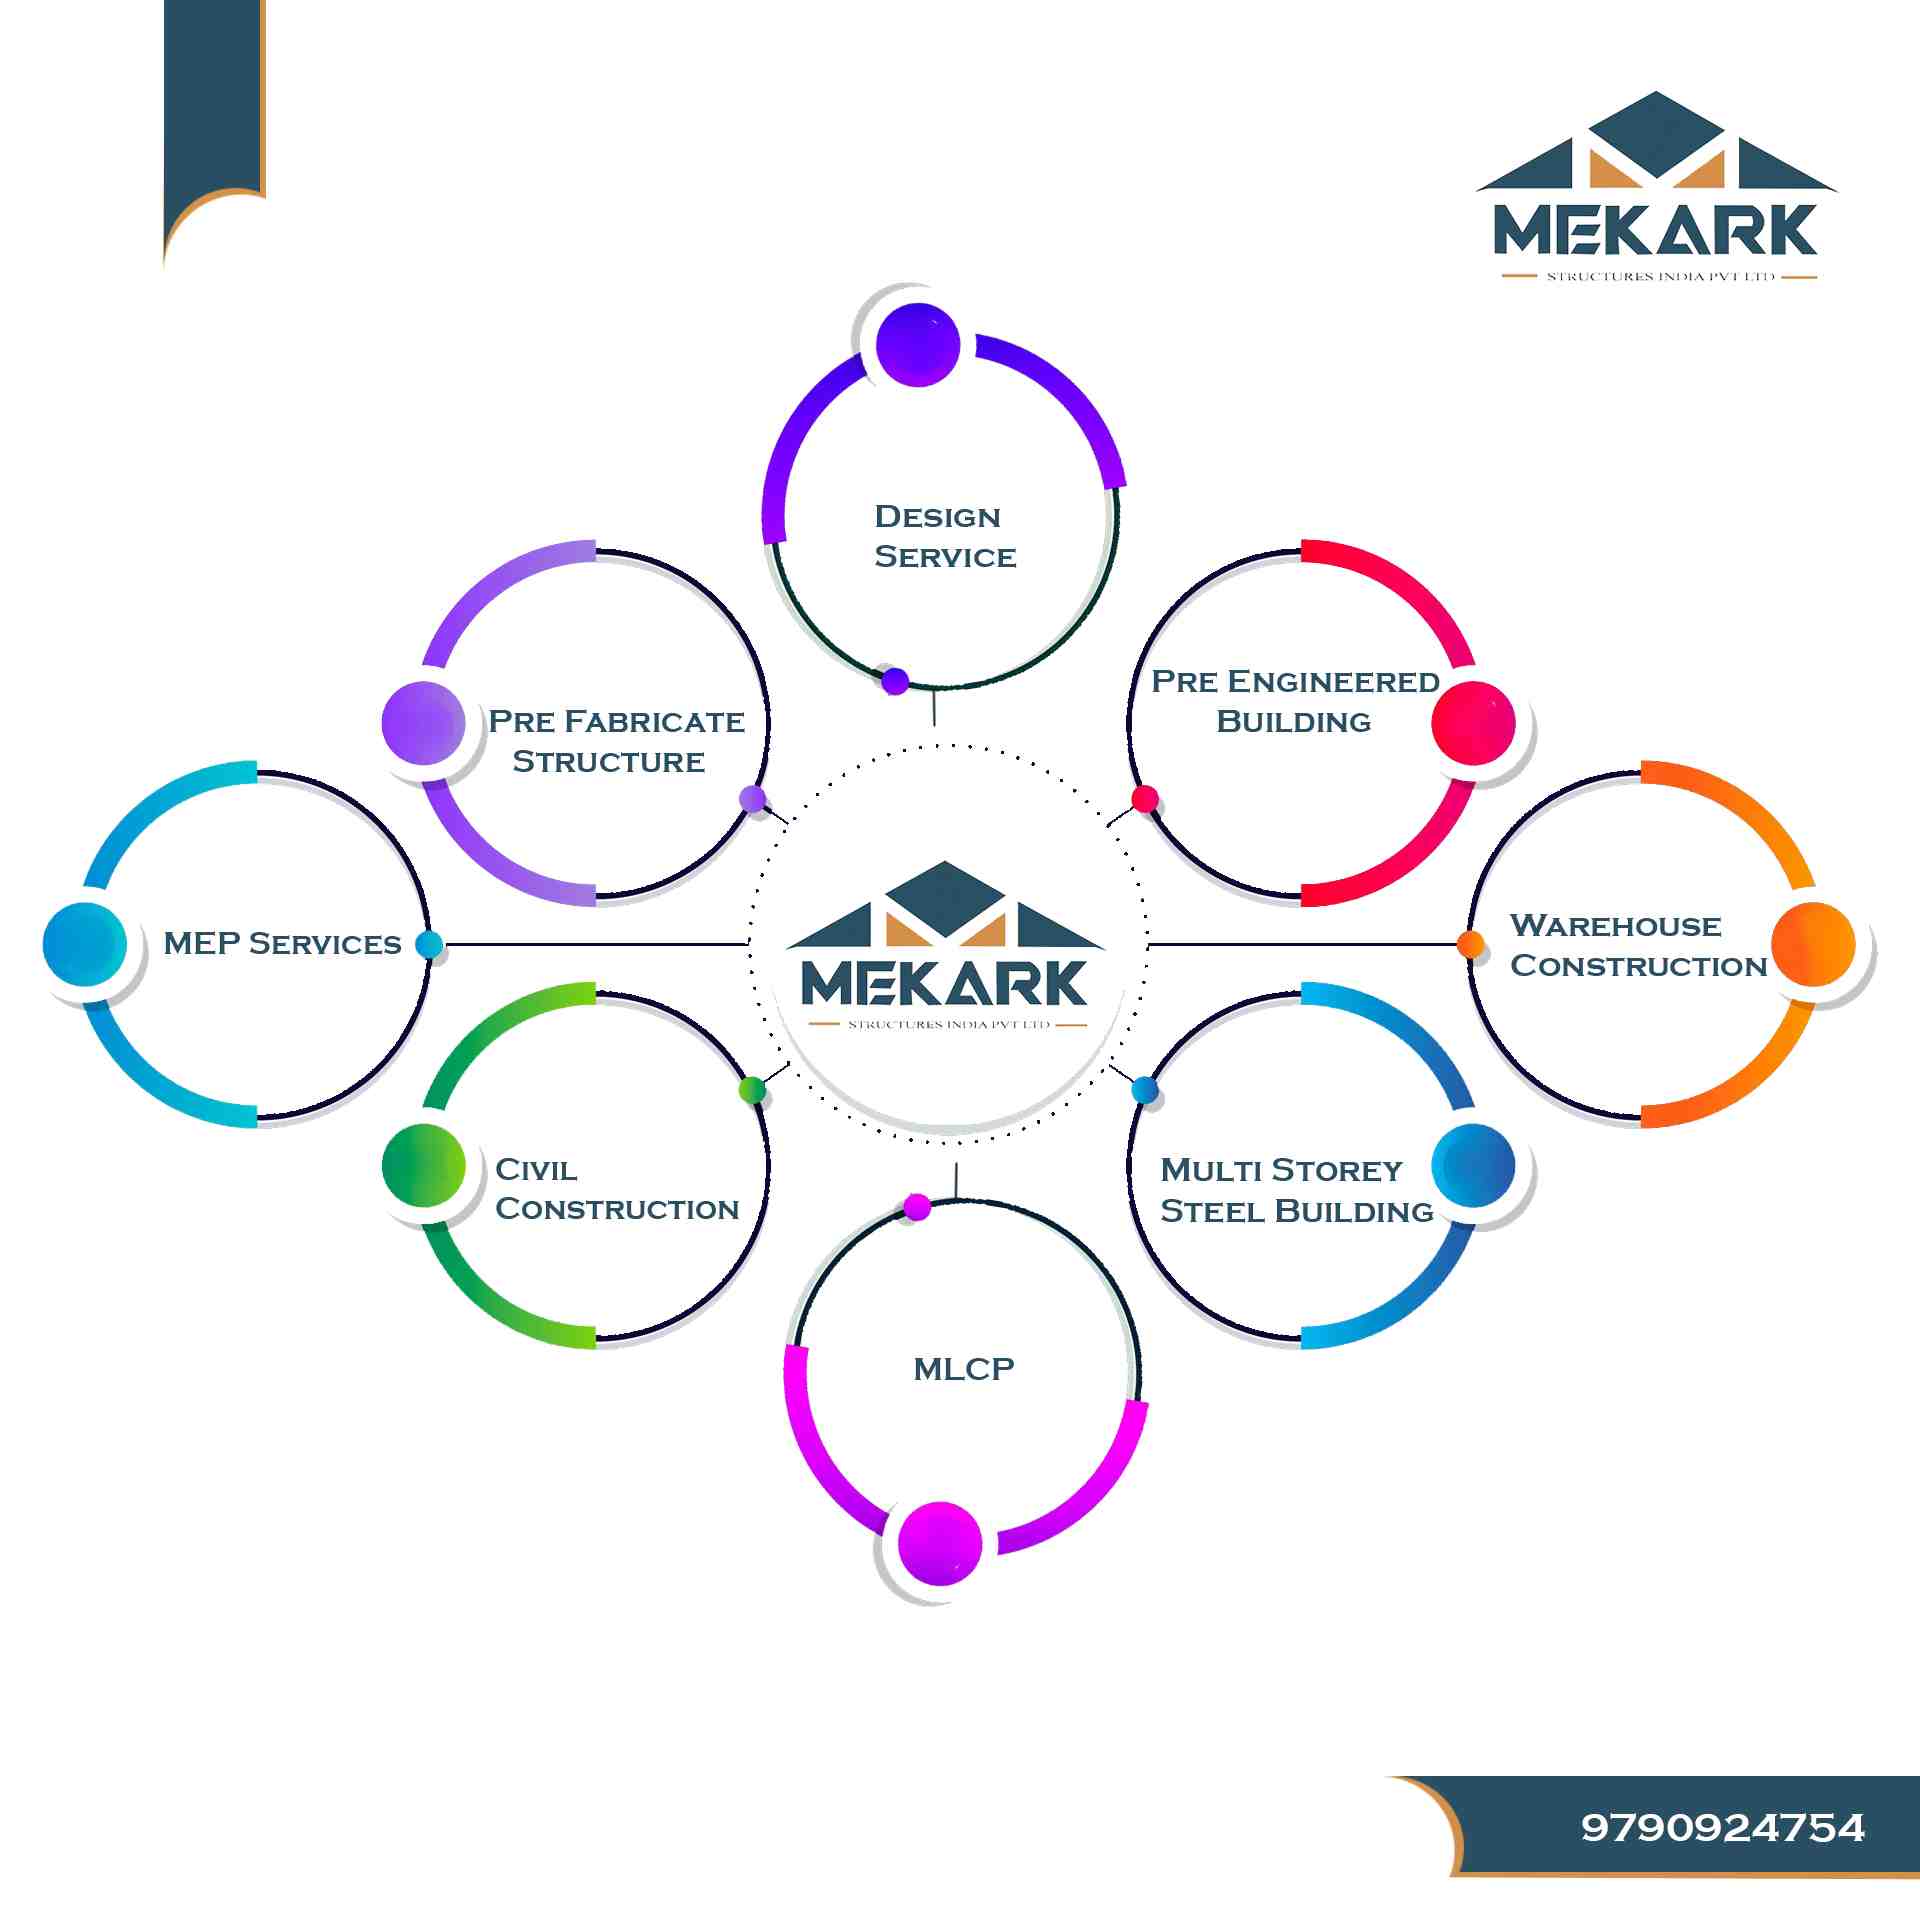 MEKARK
STRUCTURES INDIA PVT LTD
DESIGN
SERVICE
PRE FABRICATE
STRUCTURE
PRE ENGINEERED
BUILDING
MEP SERVICES
MEKARK
STRUCTURES INDIA PVT LTD
WAREHOUSE
CONSTRUCTION
CIVIL
CONSTRUCTION
MULTI STOREY
STEEL BUILDING
MLCP
9790924754